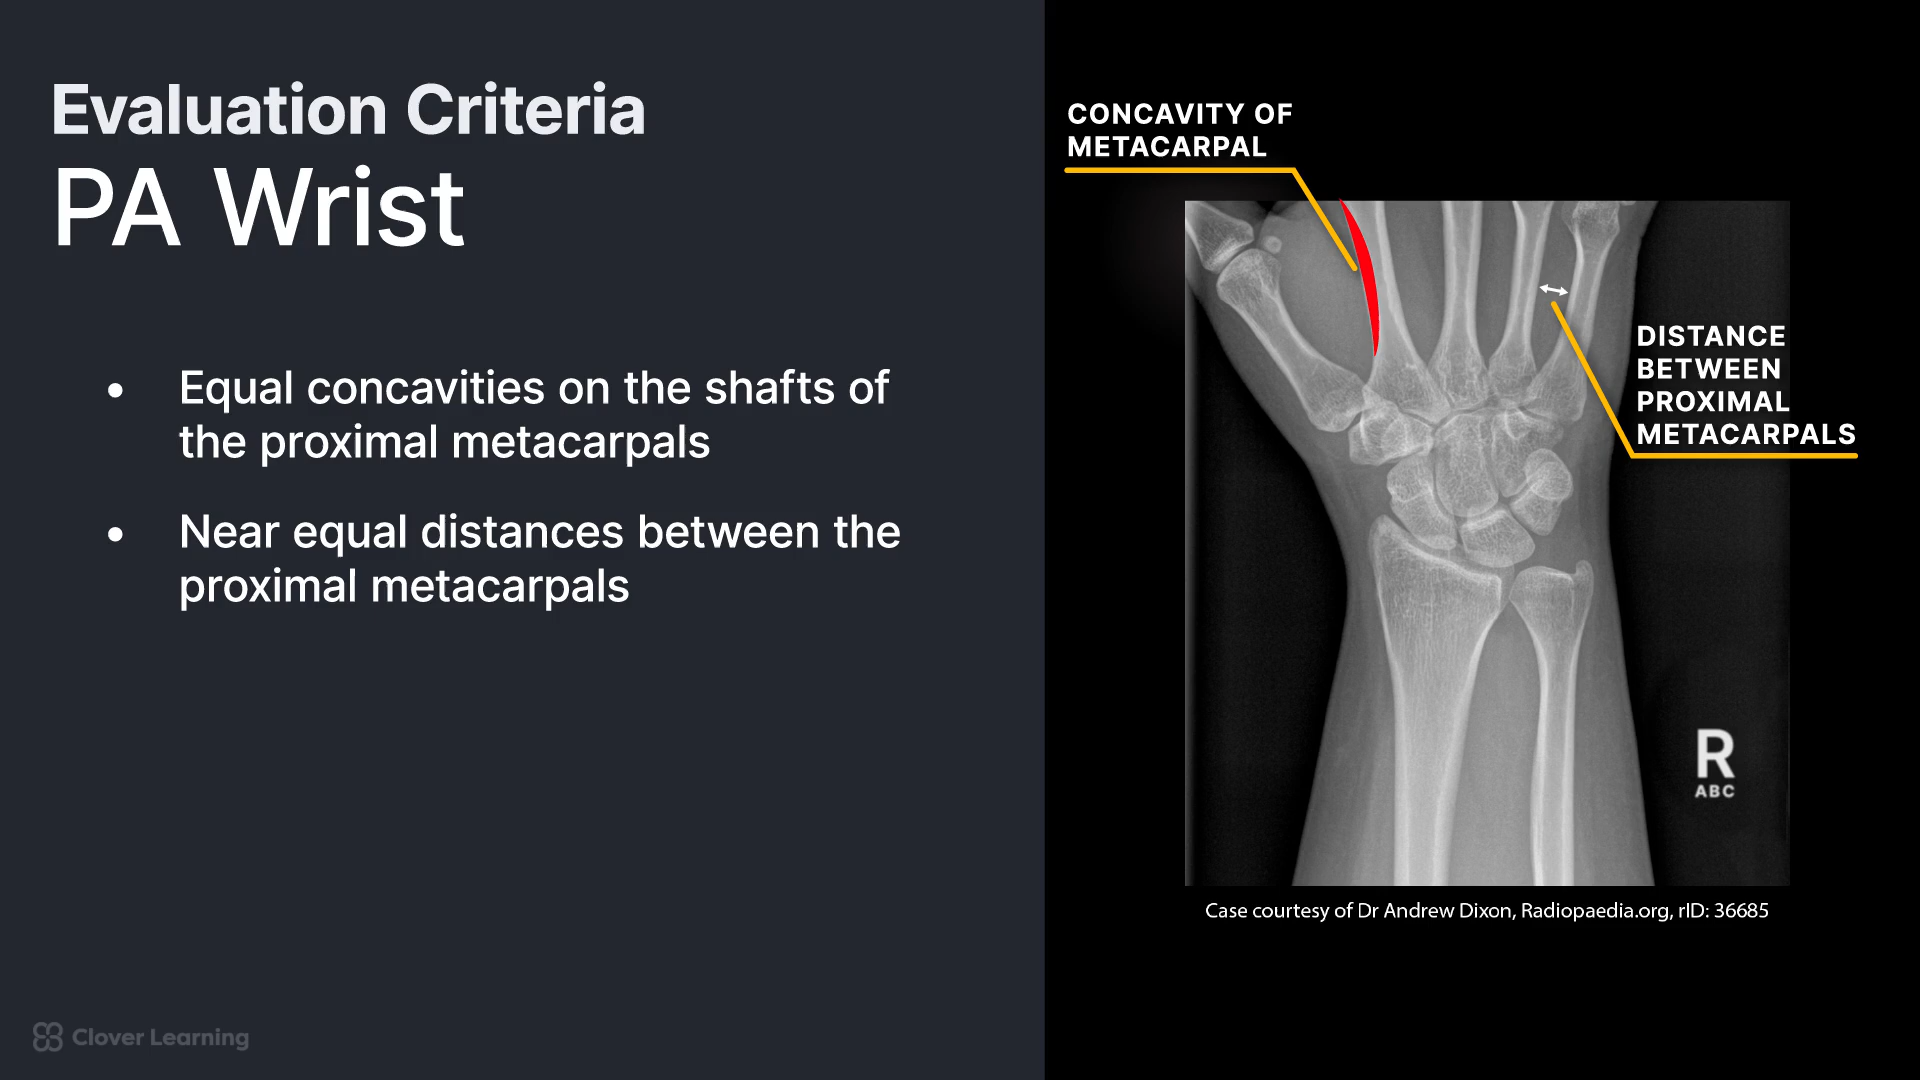 Evaluation Criteria
PA Wrist
• Equal concavities on the shafts of
the proximal metacarpals
• Near equal distances between the
proximal metacarpals
CONCAVITY OF
METACARPAL
DISTANCE
BETWEEN
PROXIMAL
METACARPALS
R
ABC
Case courtesy of Dr Andrew Dixon, Radiopaedia.org, rID: 36685
Clover Learning